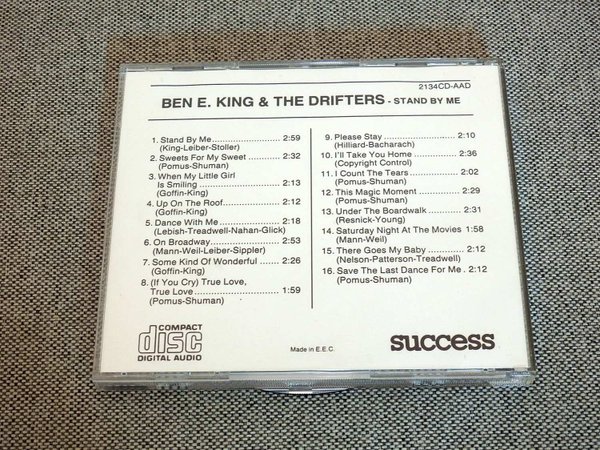 2134CD-AAD
BEN E. KING & THE DRIFTERS - STAND BY ME
1. Stand By Me 2:59
(King-Leiber-Stoller)
2. Sweets For My Sweet 2:32
(Pomus-Shuman)
3. When My Little Girl
Is Smiling 2:13
(Goffin-King)
4. Up On The Roof 2:12
(Goffin-King)
5. Dance With Me 2:18
(Lebish-Treadwell-Nahan-Glick)
6. On Broadway 2:53
(Mann-Weil-Leiber-Sippler)
7. Some Kind Of Wonderful 2:26
(Goffin-King)
8. (If You Cry) True Love,
True Love 1:59
(Pomus-Shuman)
9. Please Stay 2:10
(Hilliard-Bacharach)
10. I'll Take You Home 2:36
(Copyright Control)
11. I Count The Tears 2:02
(Pomus-Shuman)
12. This Magic Moment 2:29
(Pomus-Shuman)
13. Under The Boardwalk 2:31
(Resnick-Young)
14. Saturday Night At The Movies 1:58
(Mann-Weil)
15. There Goes My Baby 2:12
(Nelson-Patterson-Treadwell)
16. Save The Last Dance For Me . 2:12
(Pomus-Shuman)
COMPACT
disc
DIGITAL AUDIO
Made in E.E.C.
success